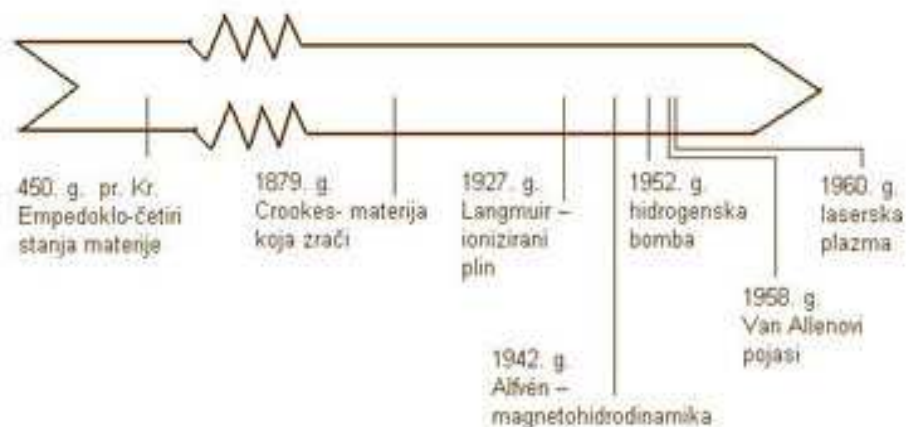 450. g. pr. Kr.
Empedoklo-četiri
stanja materije
1879. g.
Crookes- materija
koja zrači
1927. g.
Langmuir –
ionizirani
plin
1942. g.
Alfvén –
magnetohidrodinamika
1952. g.
hidrogenska
bomba
1958. g.
Van Allenovi
pojasi
1960. g.
laserska
plazma